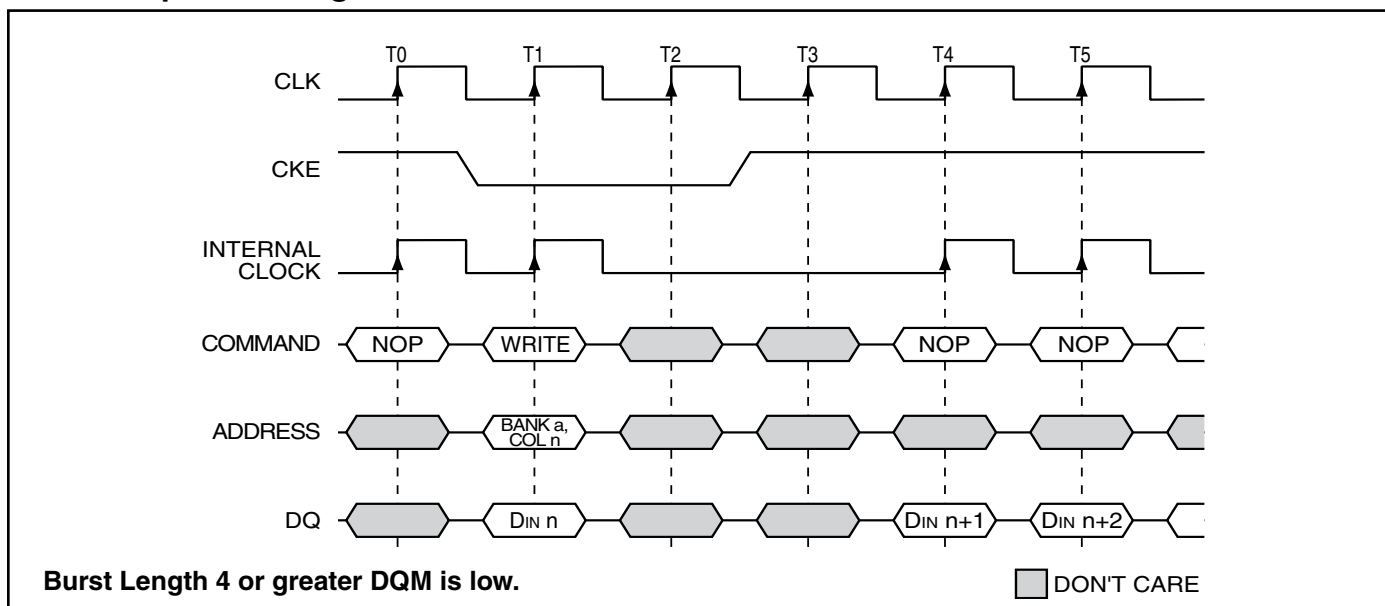 T0 T1 T2 T3 T4 T5
CLK
CKE
INTERNAL
CLOCK
COMMAND NOP WRITE NOP NOP
ADDRESS BANK a,
COL n
DQ DIN n DIN n+1 DIN n+2
Burst Length 4 or greater DQM is low. DON'T CARE